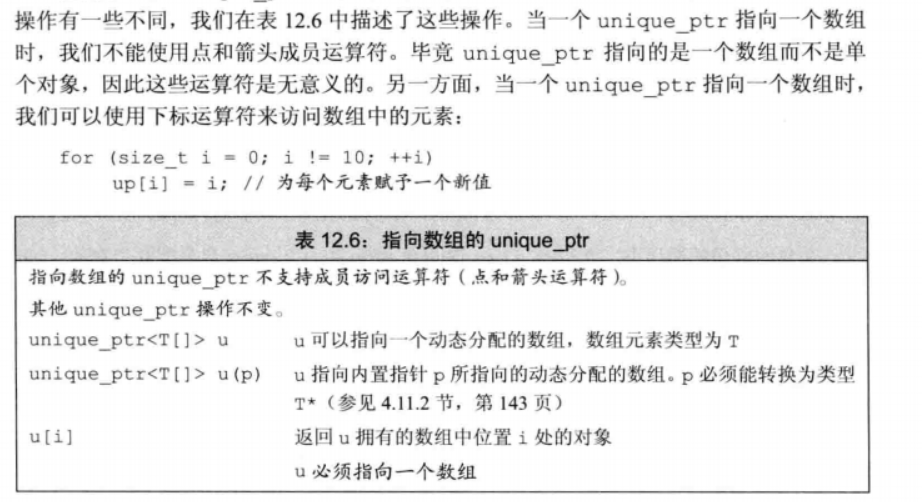 操作有一些不同，我们在表 12.6 中描述了这些操作。当一个 unique_ptr 指向一个数组
时，我们不能使用点和箭头成员运算符。毕竟 unique_ptr 指向的是一个数组而不是单
个对象，因此这些运算符是无意义的。另一方面，当一个 unique_ptr 指向一个数组时，
我们可以使用下标运算符来访问数组中的元素：
for (size_t i = 0; i != 10; ++i)
up[i] = i; // 为每个元素赋予一个新值
表 12.6：指向数组的 unique_ptr
指向数组的 unique_ptr 不支持成员访问运算符（点和箭头运算符）。
其他 unique_ptr 操作不变。
unique_ptr<T[]> u u 可以指向一个动态分配的数组，数组元素类型为 T
unique_ptr<T[]> u(p) u 指向内置指针 p 所指向的动态分配的数组。p 必须能转换为类型
T*（参见 4.11.2 节，第 143 页）
u[i] 返回 u 拥有的数组中位置 i 处的对象
u 必须指向一个数组